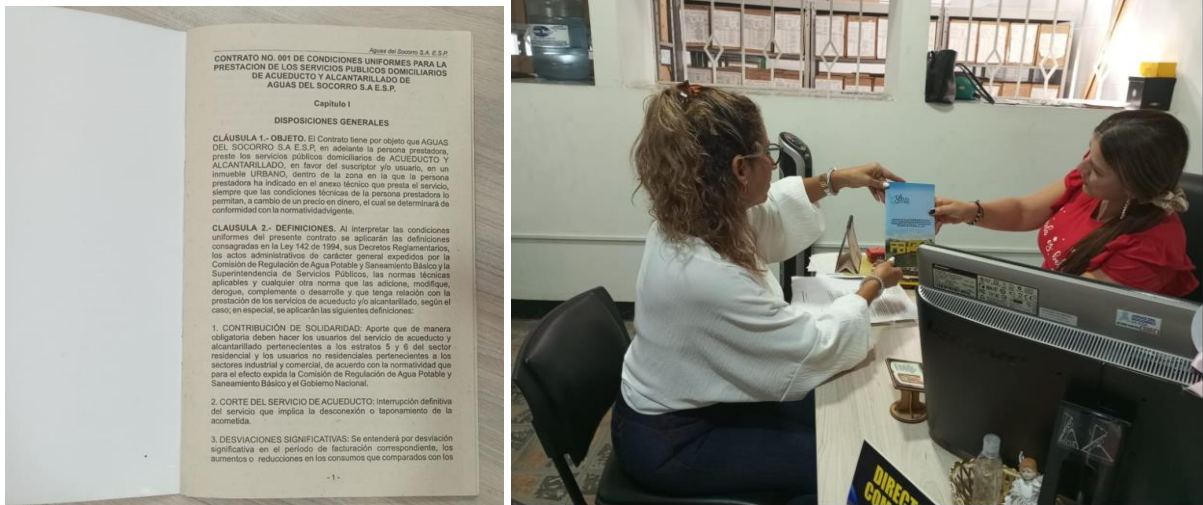 Aguas del Socorro S.A. E.S.P.
CONTRATO NO. 001 DE CONDICIONES UNIFORMES PARA LA
PRESTACION DE LOS SERVICIOS PUBLICOS DOMICILIARIOS
DE ACUEDUCTO Y ALCANTARILLADO DE
AGUAS DEL SOCORRO S.A E.S.P.
Capítulo I
DISPOSICIONES GENERALES
CLÁUSULA 1.- OBJETO. El Contrato tiene por objeto que AGUAS
DEL SOCORRO S.A E.S.P, en adelante la persona prestadora,
preste los servicios públicos domiciliarios de ACUEDUCTO Y
ALCANTARILLADO, en favor del suscriptor y/o usuario, en un
inmueble URBANO, dentro de la zona en la que la persona
prestadora ha indicado en el anexo técnico que presta el servicio,
siempre que las condiciones técnicas de la persona prestadora lo
permitan, a cambio de un precio en dinero, el cual se determinará de
conformidad con la normatividadvigente.
CLAUSULA 2.- DEFINICIONES. Al interpretar las condiciones
uniformes del presente contrato se aplicarán las definiciones
consagradas en la Ley 142 de 1994, sus Decretos Reglamentarios,
los actos administrativos de carácter general expedidos por la
Comisión de Regulación de Agua Potable y Saneamiento Básico y la
Superintendencia de Servicios Públicos, las normas técnicas
aplicables y cualquier otra norma que las adicione, modifique,
derogue, complemente o desarrolle y que tenga relación con la
prestación de los servicios de acueducto y/o alcantarillado, según el
caso; en especial, se aplicarán las siguientes definiciones:
1. CONTRIBUCIÓN DE SOLIDARIDAD: Aporte que de manera
obligatoria deben hacer los usuarios del servicio de acueducto y
alcantarillado pertenecientes a los estratos 5 y 6 del sector
residencial y los usuarios no residenciales pertenecientes a los
sectores industrial y comercial, de acuerdo con la normatividad que
para el efecto expida la Comisión de Regulación de Agua Potable y
Saneamiento Básico y el Gobierno Nacional.
2. CORTE DEL SERVICIO DE ACUEDUCTO: Interrupción definitiva
del servicio que implica la desconexión o taponamiento de la
acometida.
3. DESVIACIONES SIGNIFICATIVAS: Se entenderá por desviación
significativa en el período de facturación correspondiente, los
aumentos o reducciones en los consumos que comparados con los
- 1 -